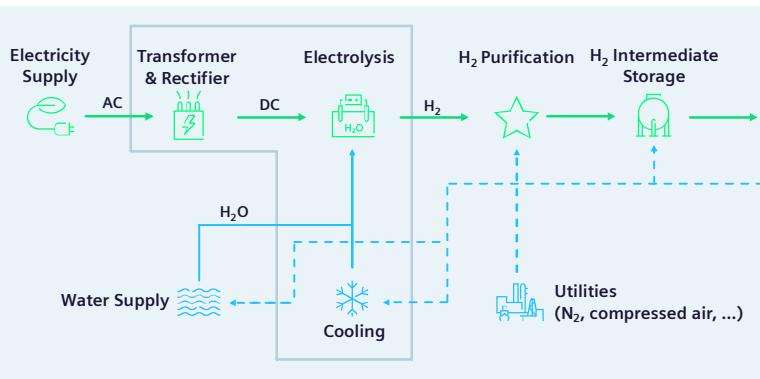 Electricity
Supply
AC
Transformer
& Rectifier
DC
Electrolysis
H₂O
H₂
H₂ Purification
H₂ Intermediate
Storage
H₂O
Water Supply
Cooling
Utilities
(N₂, compressed air, ...)